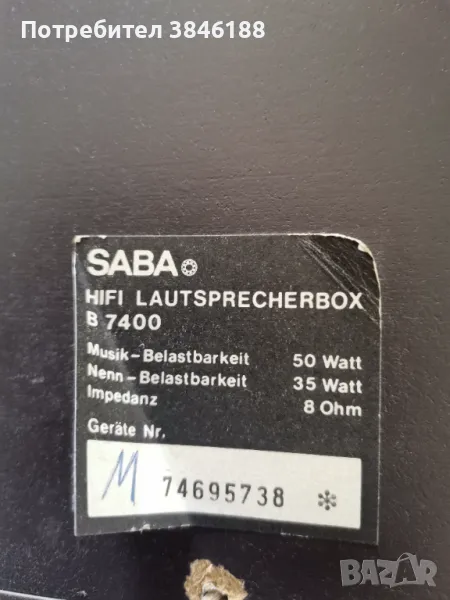 Потребител 3846188
SABA
HIFI LAUTSPRECHERBOX
B 7400
Musik-Belastbarkeit 50 Watt
Nenn-Belastbarkeit 35 Watt
Impedanz 8 Ohm
Geräte Nr.
M 74695738 *
BAZAR